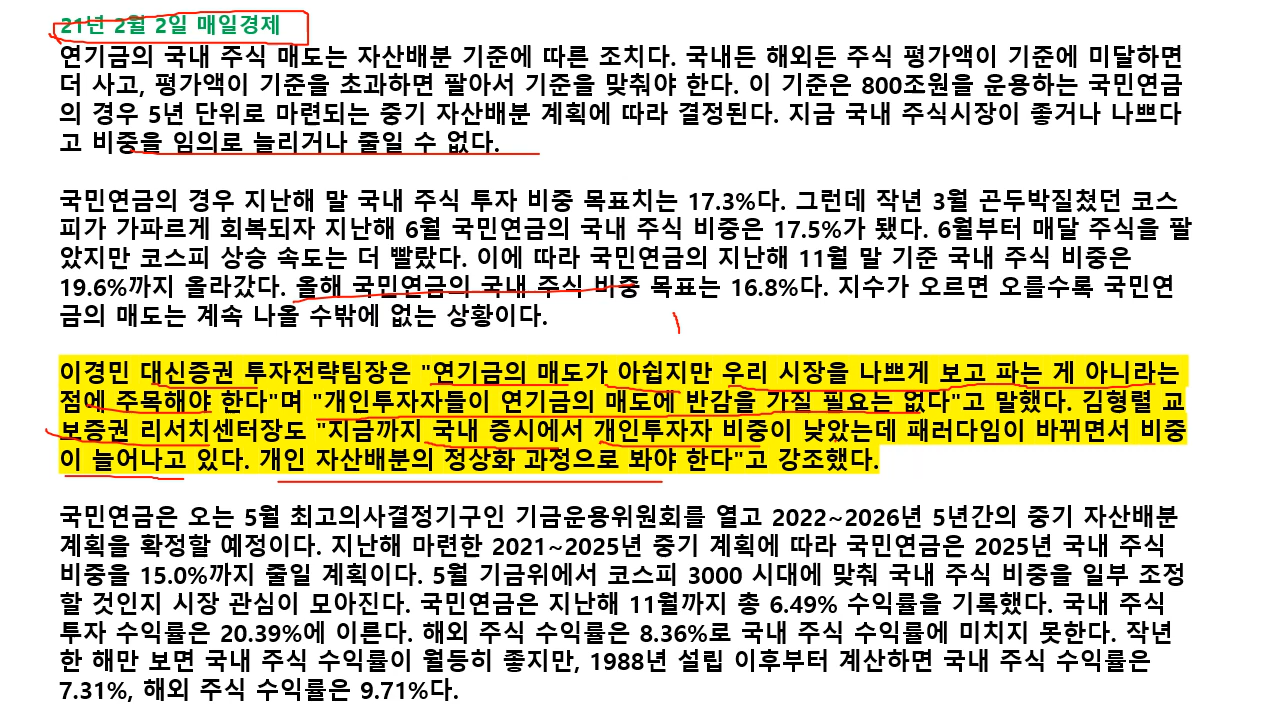 21년 2월 2일 매일경제
연기금의 국내 주식 매도는 자산배분 기준에 따른 조치다. 국내든 해외든 주식 평가액이 기준에 미달하면
더 사고, 평가액이 기준을 초과하면 팔아서 기준을 맞춰야 한다. 이 기준은 800조원을 운용하는 국민연금
의 경우 5년 단위로 마련되는 중기 자산배분 계획에 따라 결정된다. 지금 국내 주식시장이 좋거나 나쁘다
고 비중을 임의로 늘리거나 줄일 수 없다.
국민연금의 경우 지난해 말 국내 주식 투자 비중 목표치는 17.3%다. 그런데 작년 3월 곤두박질쳤던 코스
피가 가파르게 회복되자 지난해 6월 국민연금의 국내 주식 비중은 17.5%가 됐다. 6월부터 매달 주식을 팔
았지만 코스피 상승 속도는 더 빨랐다. 이에 따라 국민연금의 지난해 11월 말 기준 국내 주식 비중은
19.6%까지 올라갔다. 올해 국민연금의 국내 주식 비중 목표는 16.8%다. 지수가 오르면 오를수록 국민연
금의 매도는 계속 나올 수밖에 없는 상황이다.
이경민 대신증권 투자전략팀장은 "연기금의 매도가 아쉽지만 우리 시장을 나쁘게 보고 파는 게 아니라는
점에 주목해야 한다"며 "개인투자자들이 연기금의 매도에 반감을 가질 필요는 없다"고 말했다. 김형렬 교
보증권 리서치센터장도 "지금까지 국내 증시에서 개인투자자 비중이 낮았는데 패러다임이 바뀌면서 비중
이 늘어나고 있다. 개인 자산배분의 정상화 과정으로 봐야 한다"고 강조했다.
국민연금은 오는 5월 최고의사결정기구인 기금운용위원회를 열고 2022~2026년 5년간의 중기 자산배분
계획을 확정할 예정이다. 지난해 마련한 2021~2025년 중기 계획에 따라 국민연금은 2025년 국내 주식
비중을 15.0%까지 줄일 계획이다. 5월 기금위에서 코스피 3000 시대에 맞춰 국내 주식 비중을 일부 조정
할 것인지 시장 관심이 모아진다. 국민연금은 지난해 11월까지 총 6.49% 수익률을 기록했다. 국내 주식
투자 수익률은 20.39%에 이른다. 해외 주식 수익률은 8.36%로 국내 주식 수익률에 미치지 못한다. 작년
한 해만 보면 국내 주식 수익률이 월등히 좋지만, 1988년 설립 이후부터 계산하면 국내 주식 수익률은
7.31%, 해외 주식 수익률은 9.71%다.